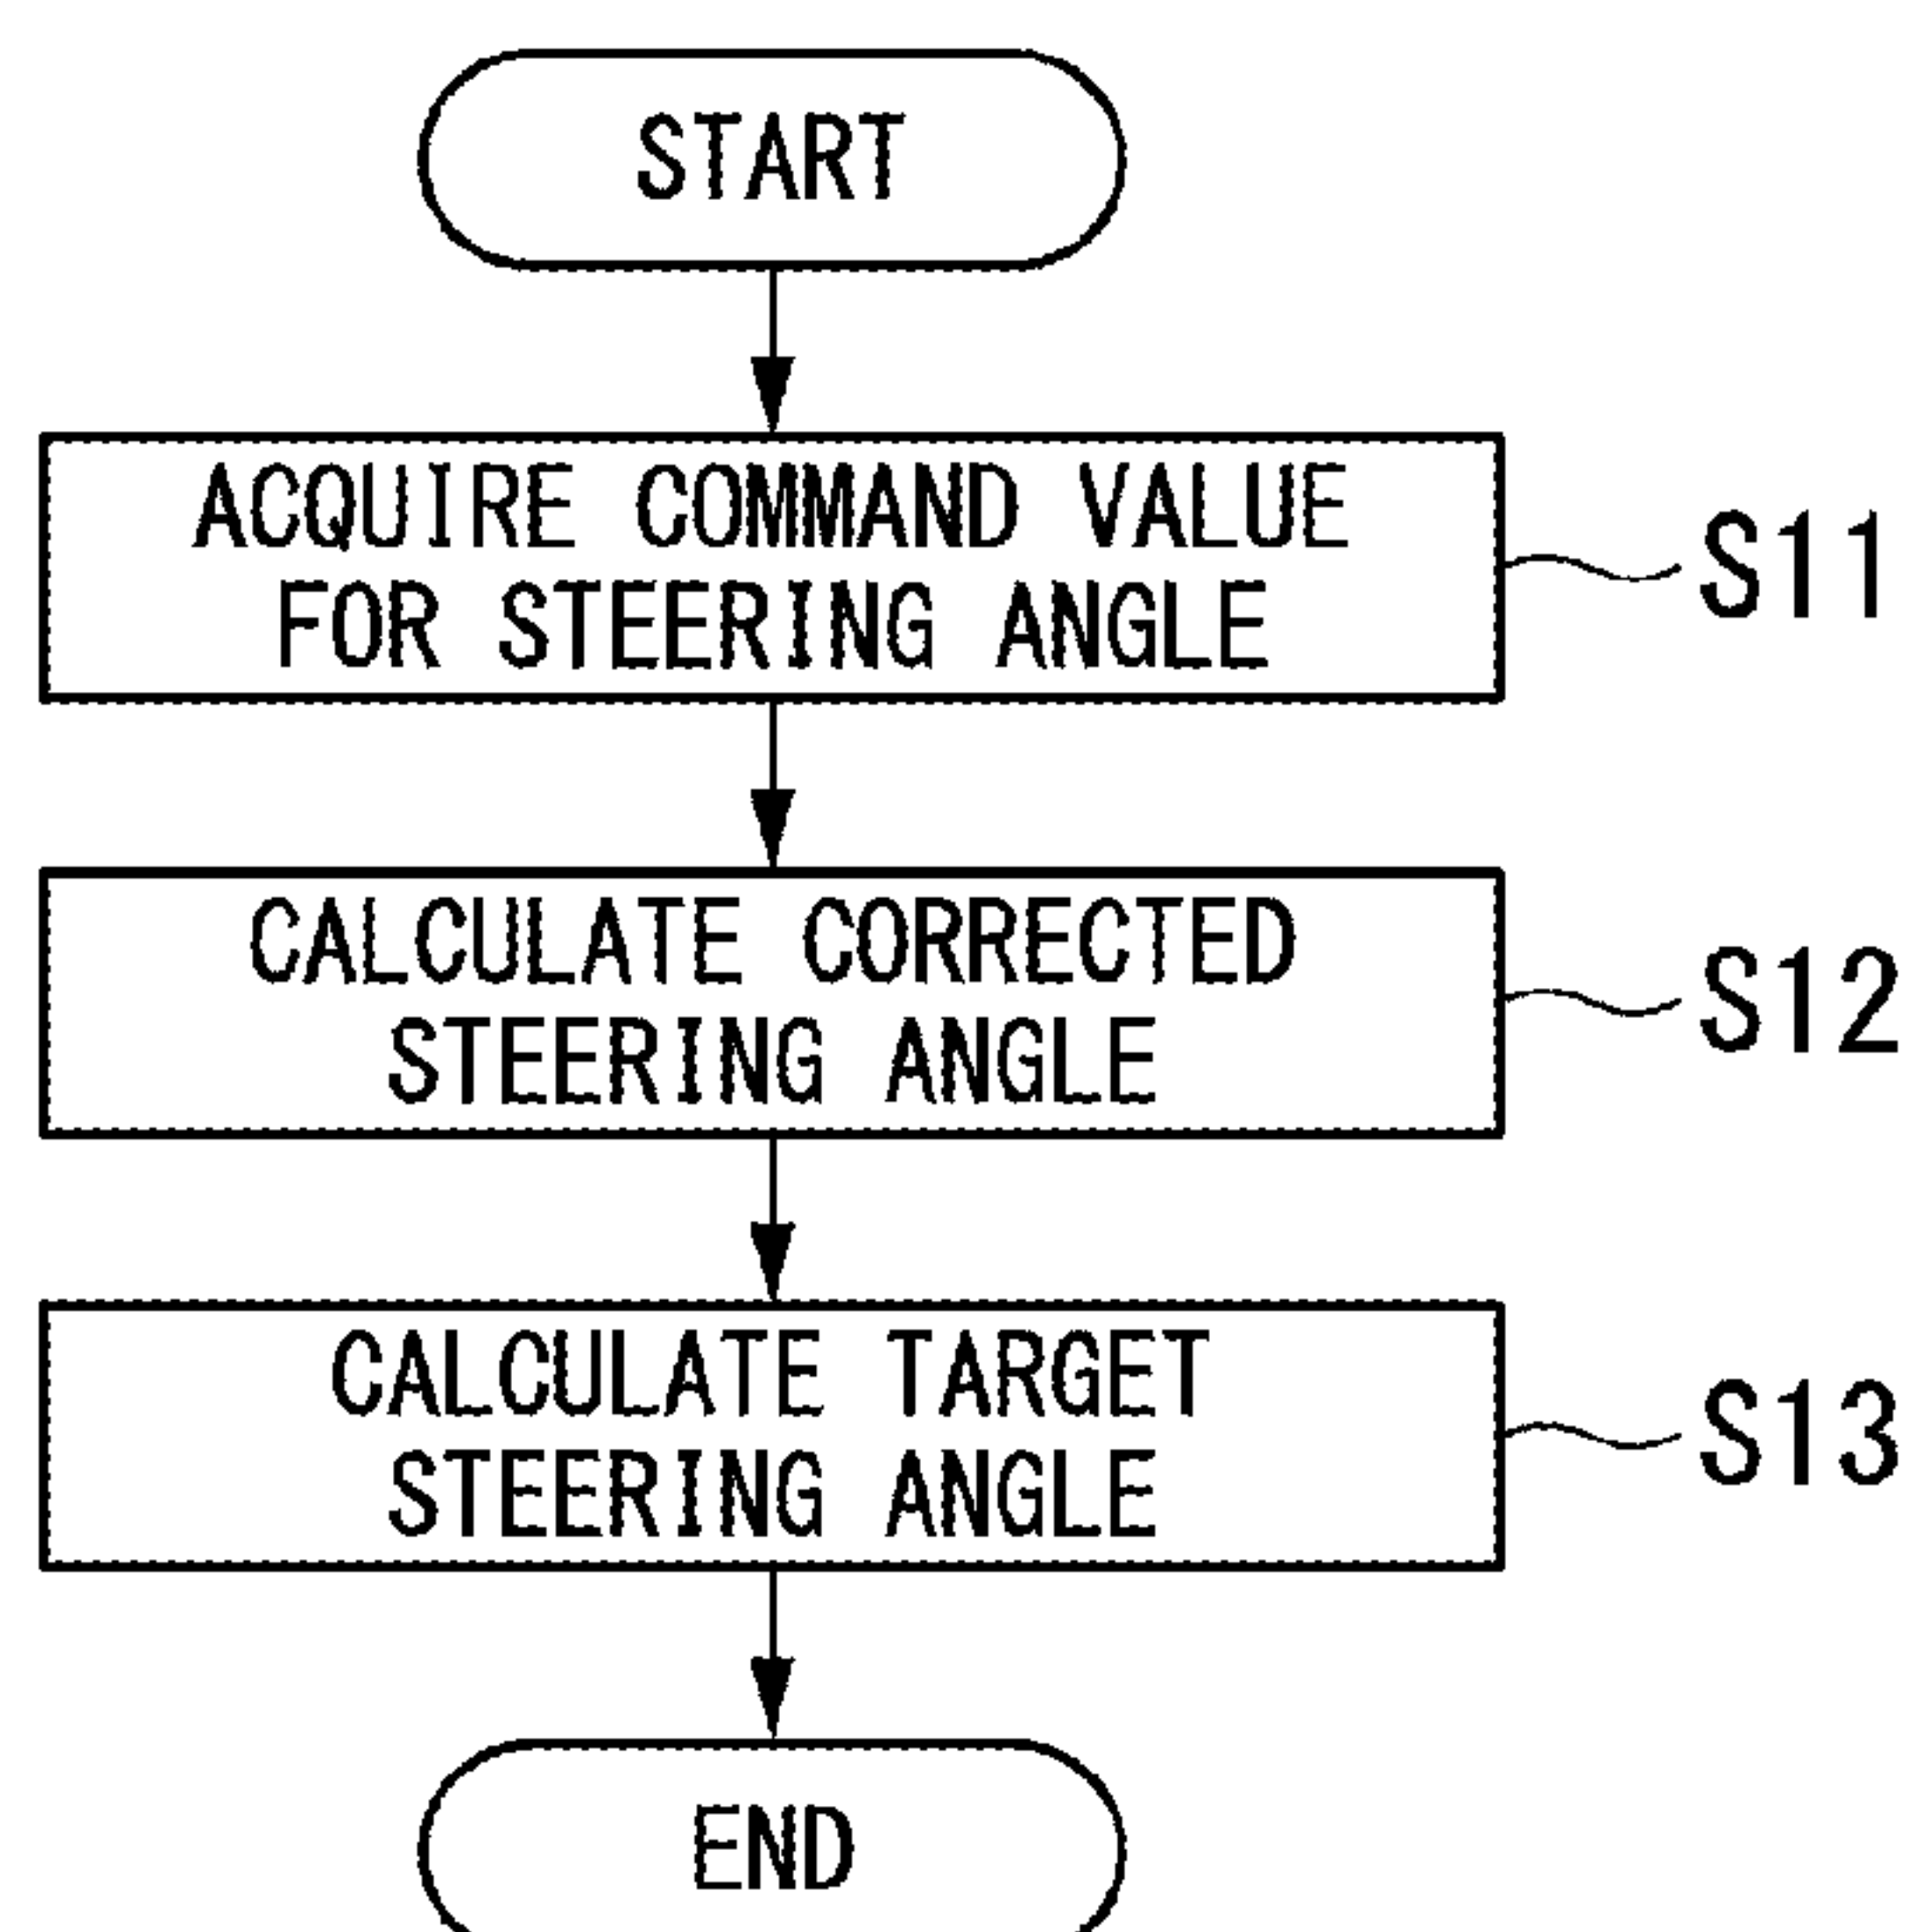 START
ACQUIRE COMMAND VALUE
FOR STEERING ANGLE
S11
CALCULATE CORRECTED
STEERING ANGLE
S12
CALCULATE TARGET
STEERING ANGLE
S13
END